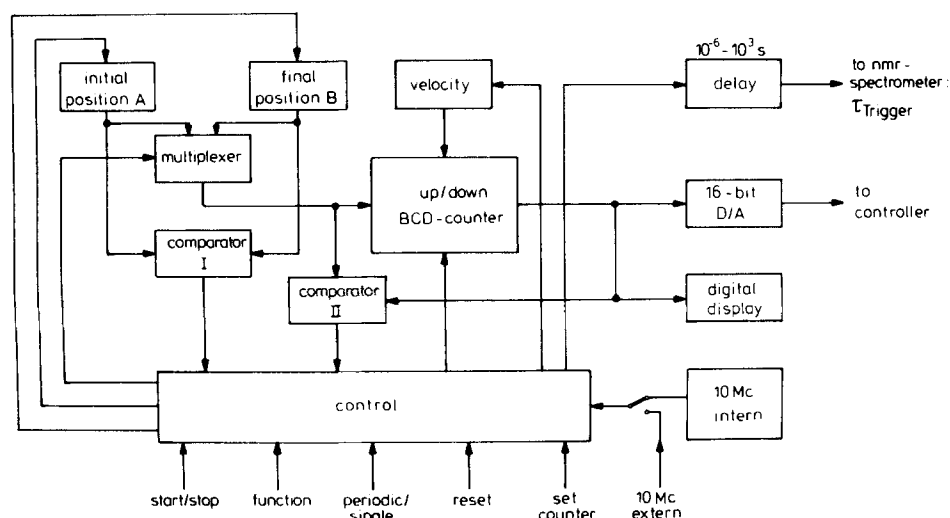 10⁻⁶ - 10³ s
initial
position A
final
position B
velocity
delay
to nmr -
spectrometer:
τTrigger
multiplexer
up/down
BCD - counter
16 - bit
D/A
to
controller
comparator
I
comparator
II
digital
display
control
10 Mc
intern
start/stop
function
periodic/
single
reset
set
counter
10 Mc
extern